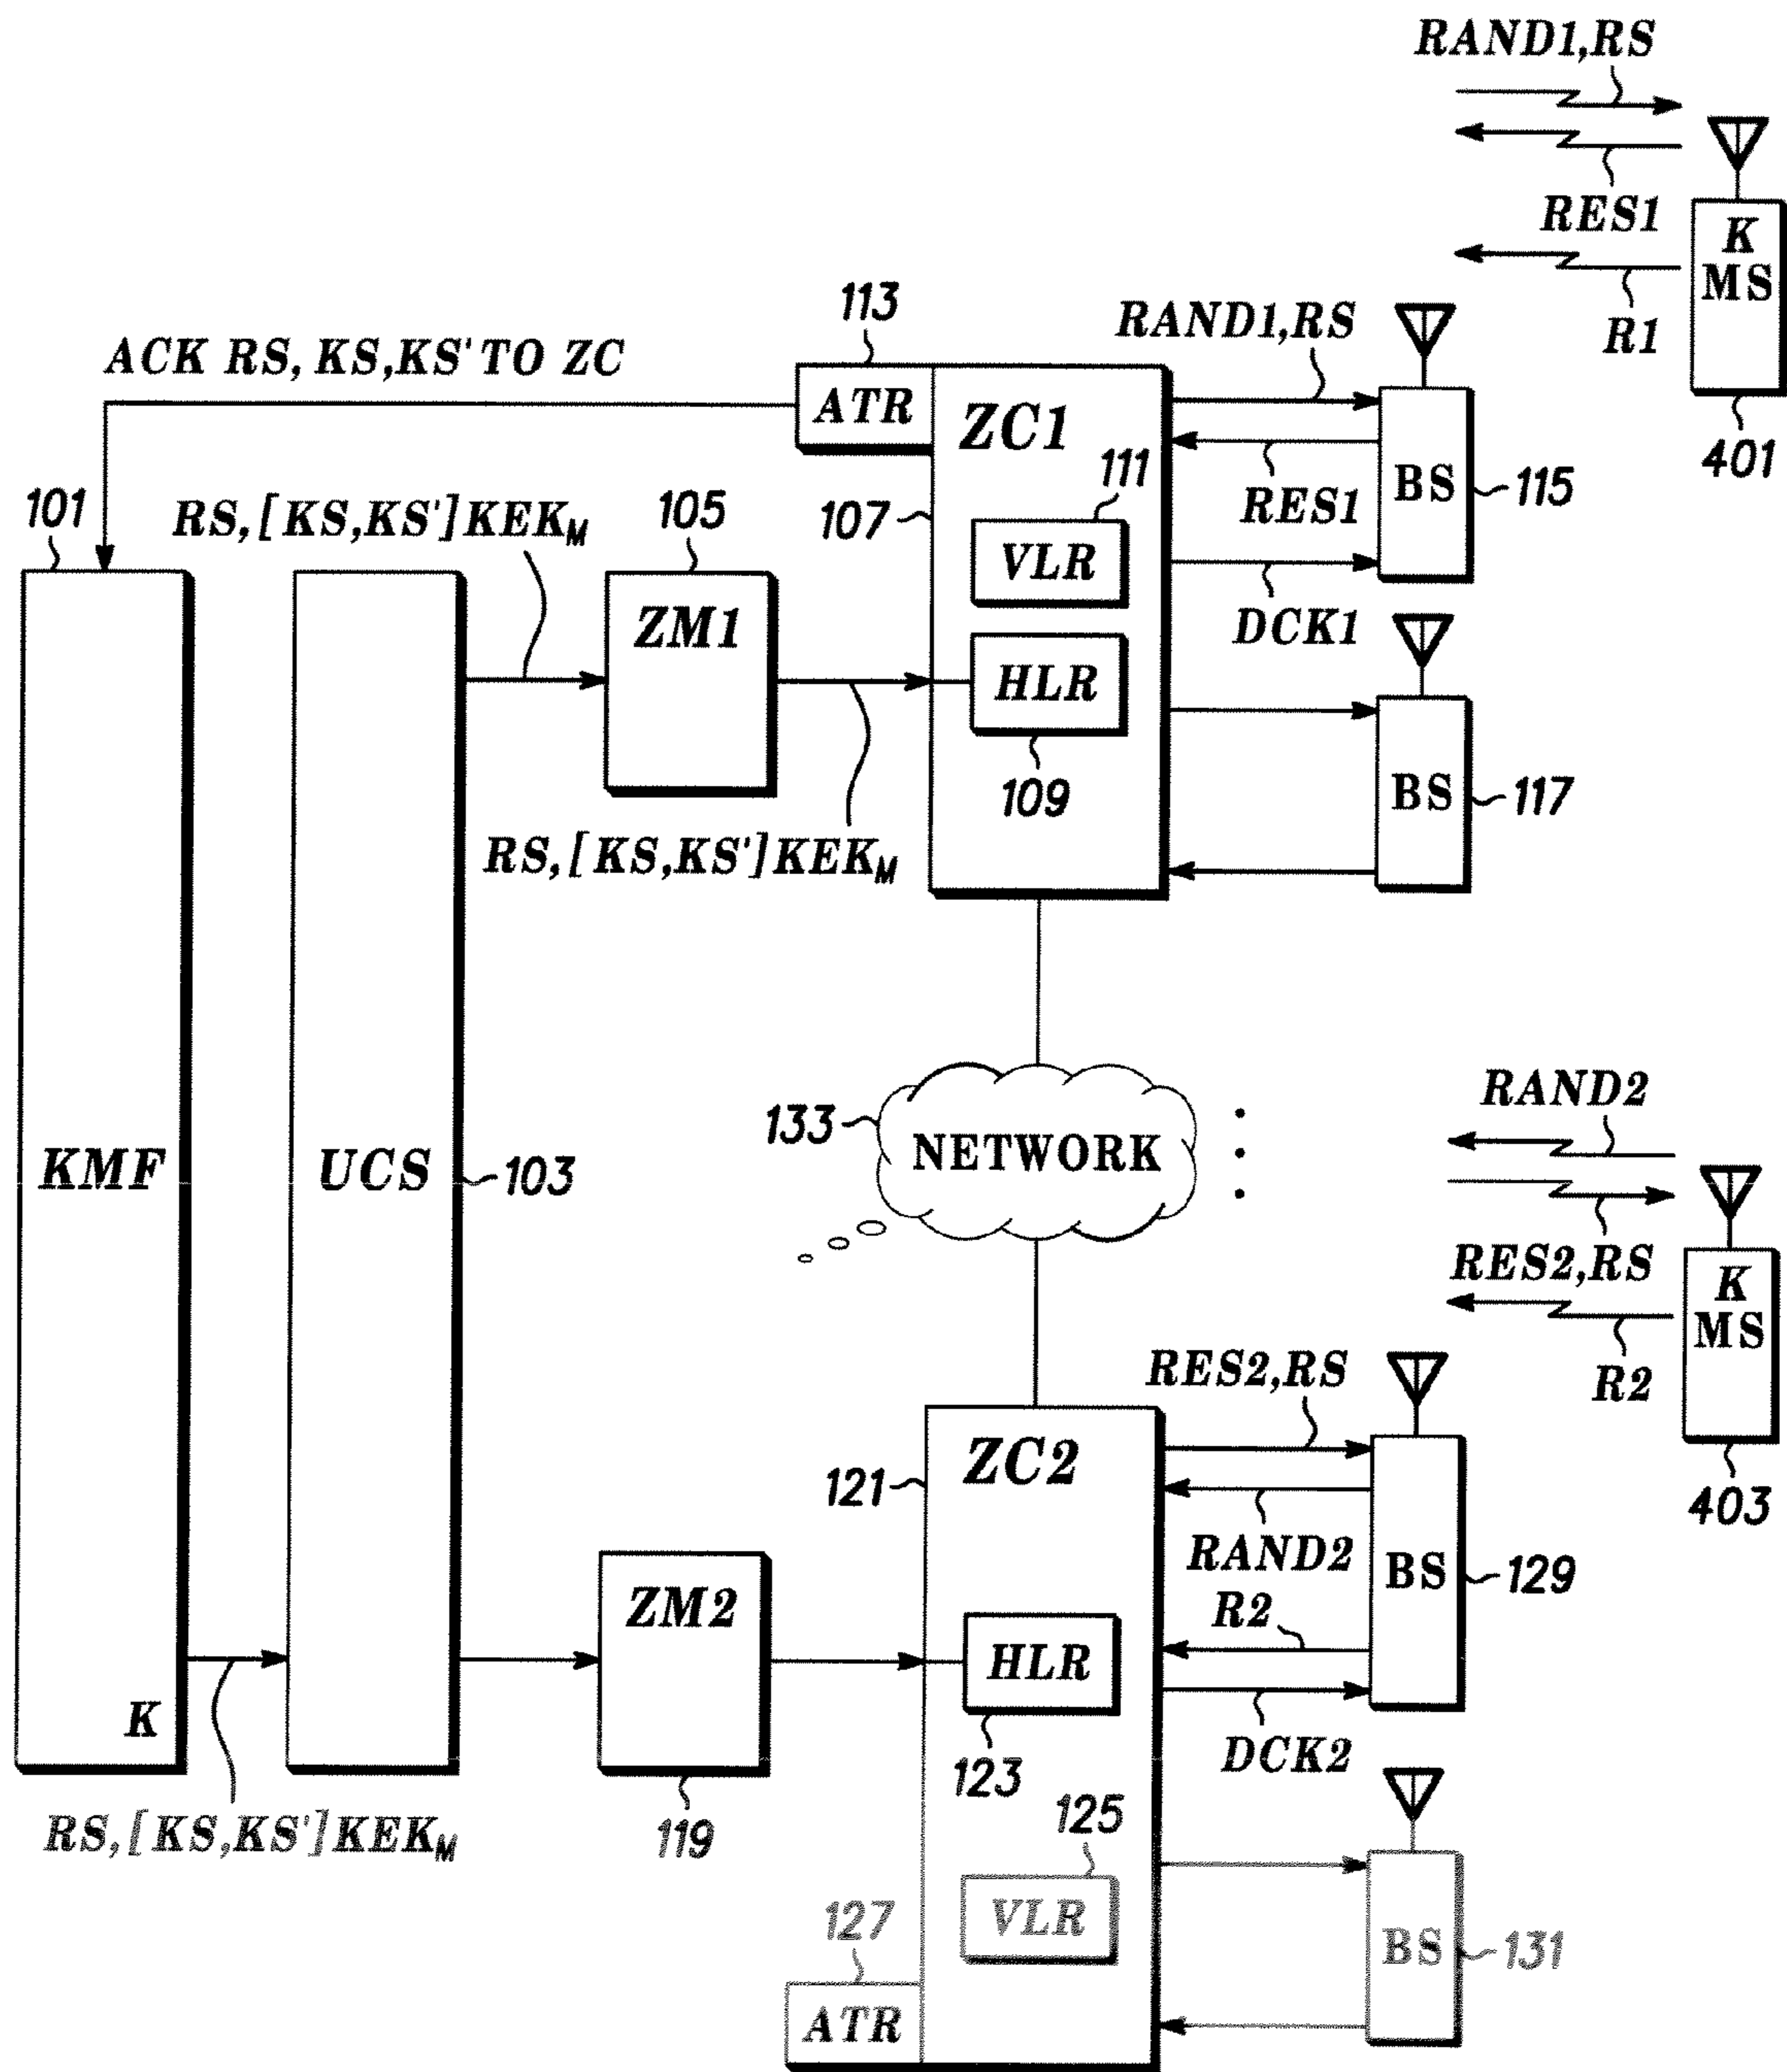 RAND1,RS
RES1
K
MS
R1
401
113
ACK RS, KS,KS' TO ZC
ATR
ZC1
RAND1,RS
BS
115
RES1
111
107
VLR
DCK1
101
RS,[KS,KS']KEKM
105
ZM1
HLR
109
BS
117
RS,[KS,KS']KEKM
KMF
UCS
103
133
NETWORK
RAND2
RES2,RS
K
MS
R2
403
RES2,RS
ZC2
121
RAND2
BS
129
R2
ZM2
HLR
DCK2
K
123
119
RS,[KS,KS']KEKM
125
VLR
127
ATR
BS
131